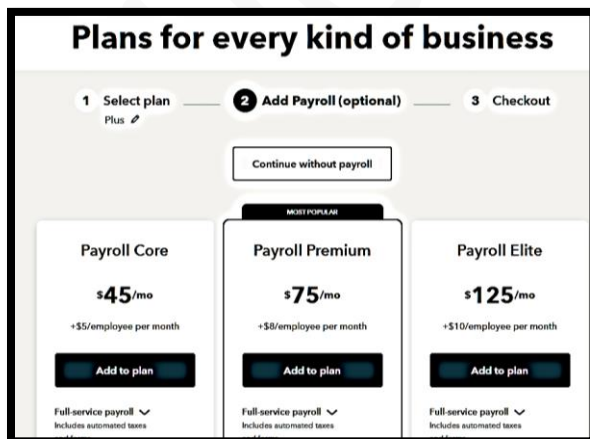 Plans for every kind of business
1 Select plan
Plus
2 Add Payroll (optional)
3 Checkout
Continue without payroll
MOST POPULAR
Payroll Core
$45/mo
+$5/employee per month
Add to plan
Full-service payroll
Includes automated taxes
Payroll Premium
$75/mo
+$8/employee per month
Add to plan
Full-service payroll
Includes automated taxes
Payroll Elite
$125/mo
+$10/employee per month
Add to plan
Full-service payroll
Includes automated taxes